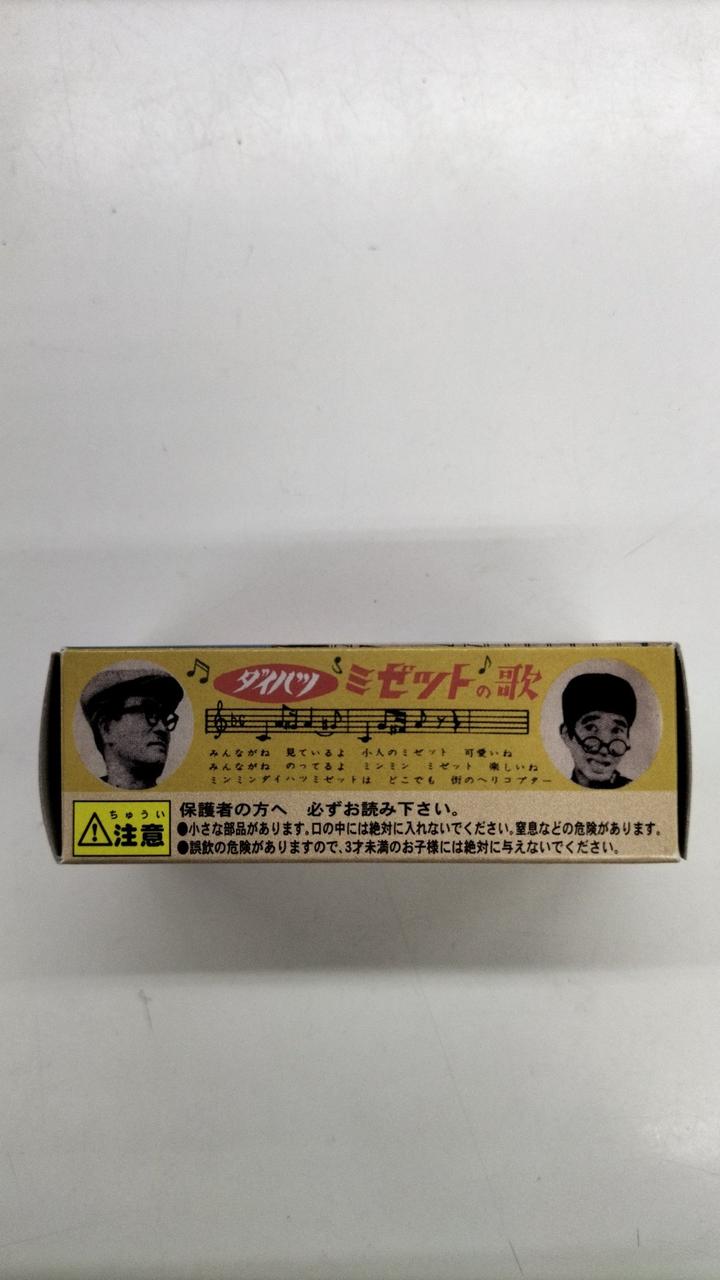 ダイハツ ミゼットの歌
みんながね 見ているよ 小人のミゼット 可愛いね
みんながね のってるよ ミンミン ミゼット 楽しいね
ミンミンダイハツミゼットは どこでも 街のヘリコプター
ちゅうい
注意
保護者の方へ 必ずお読み下さい。
●小さな部品があります。口の中には絶対に入れないでください。窒息などの危険があります。
●誤飲の危険がありますので、3才未満のお子様には絶対に与えないでください。